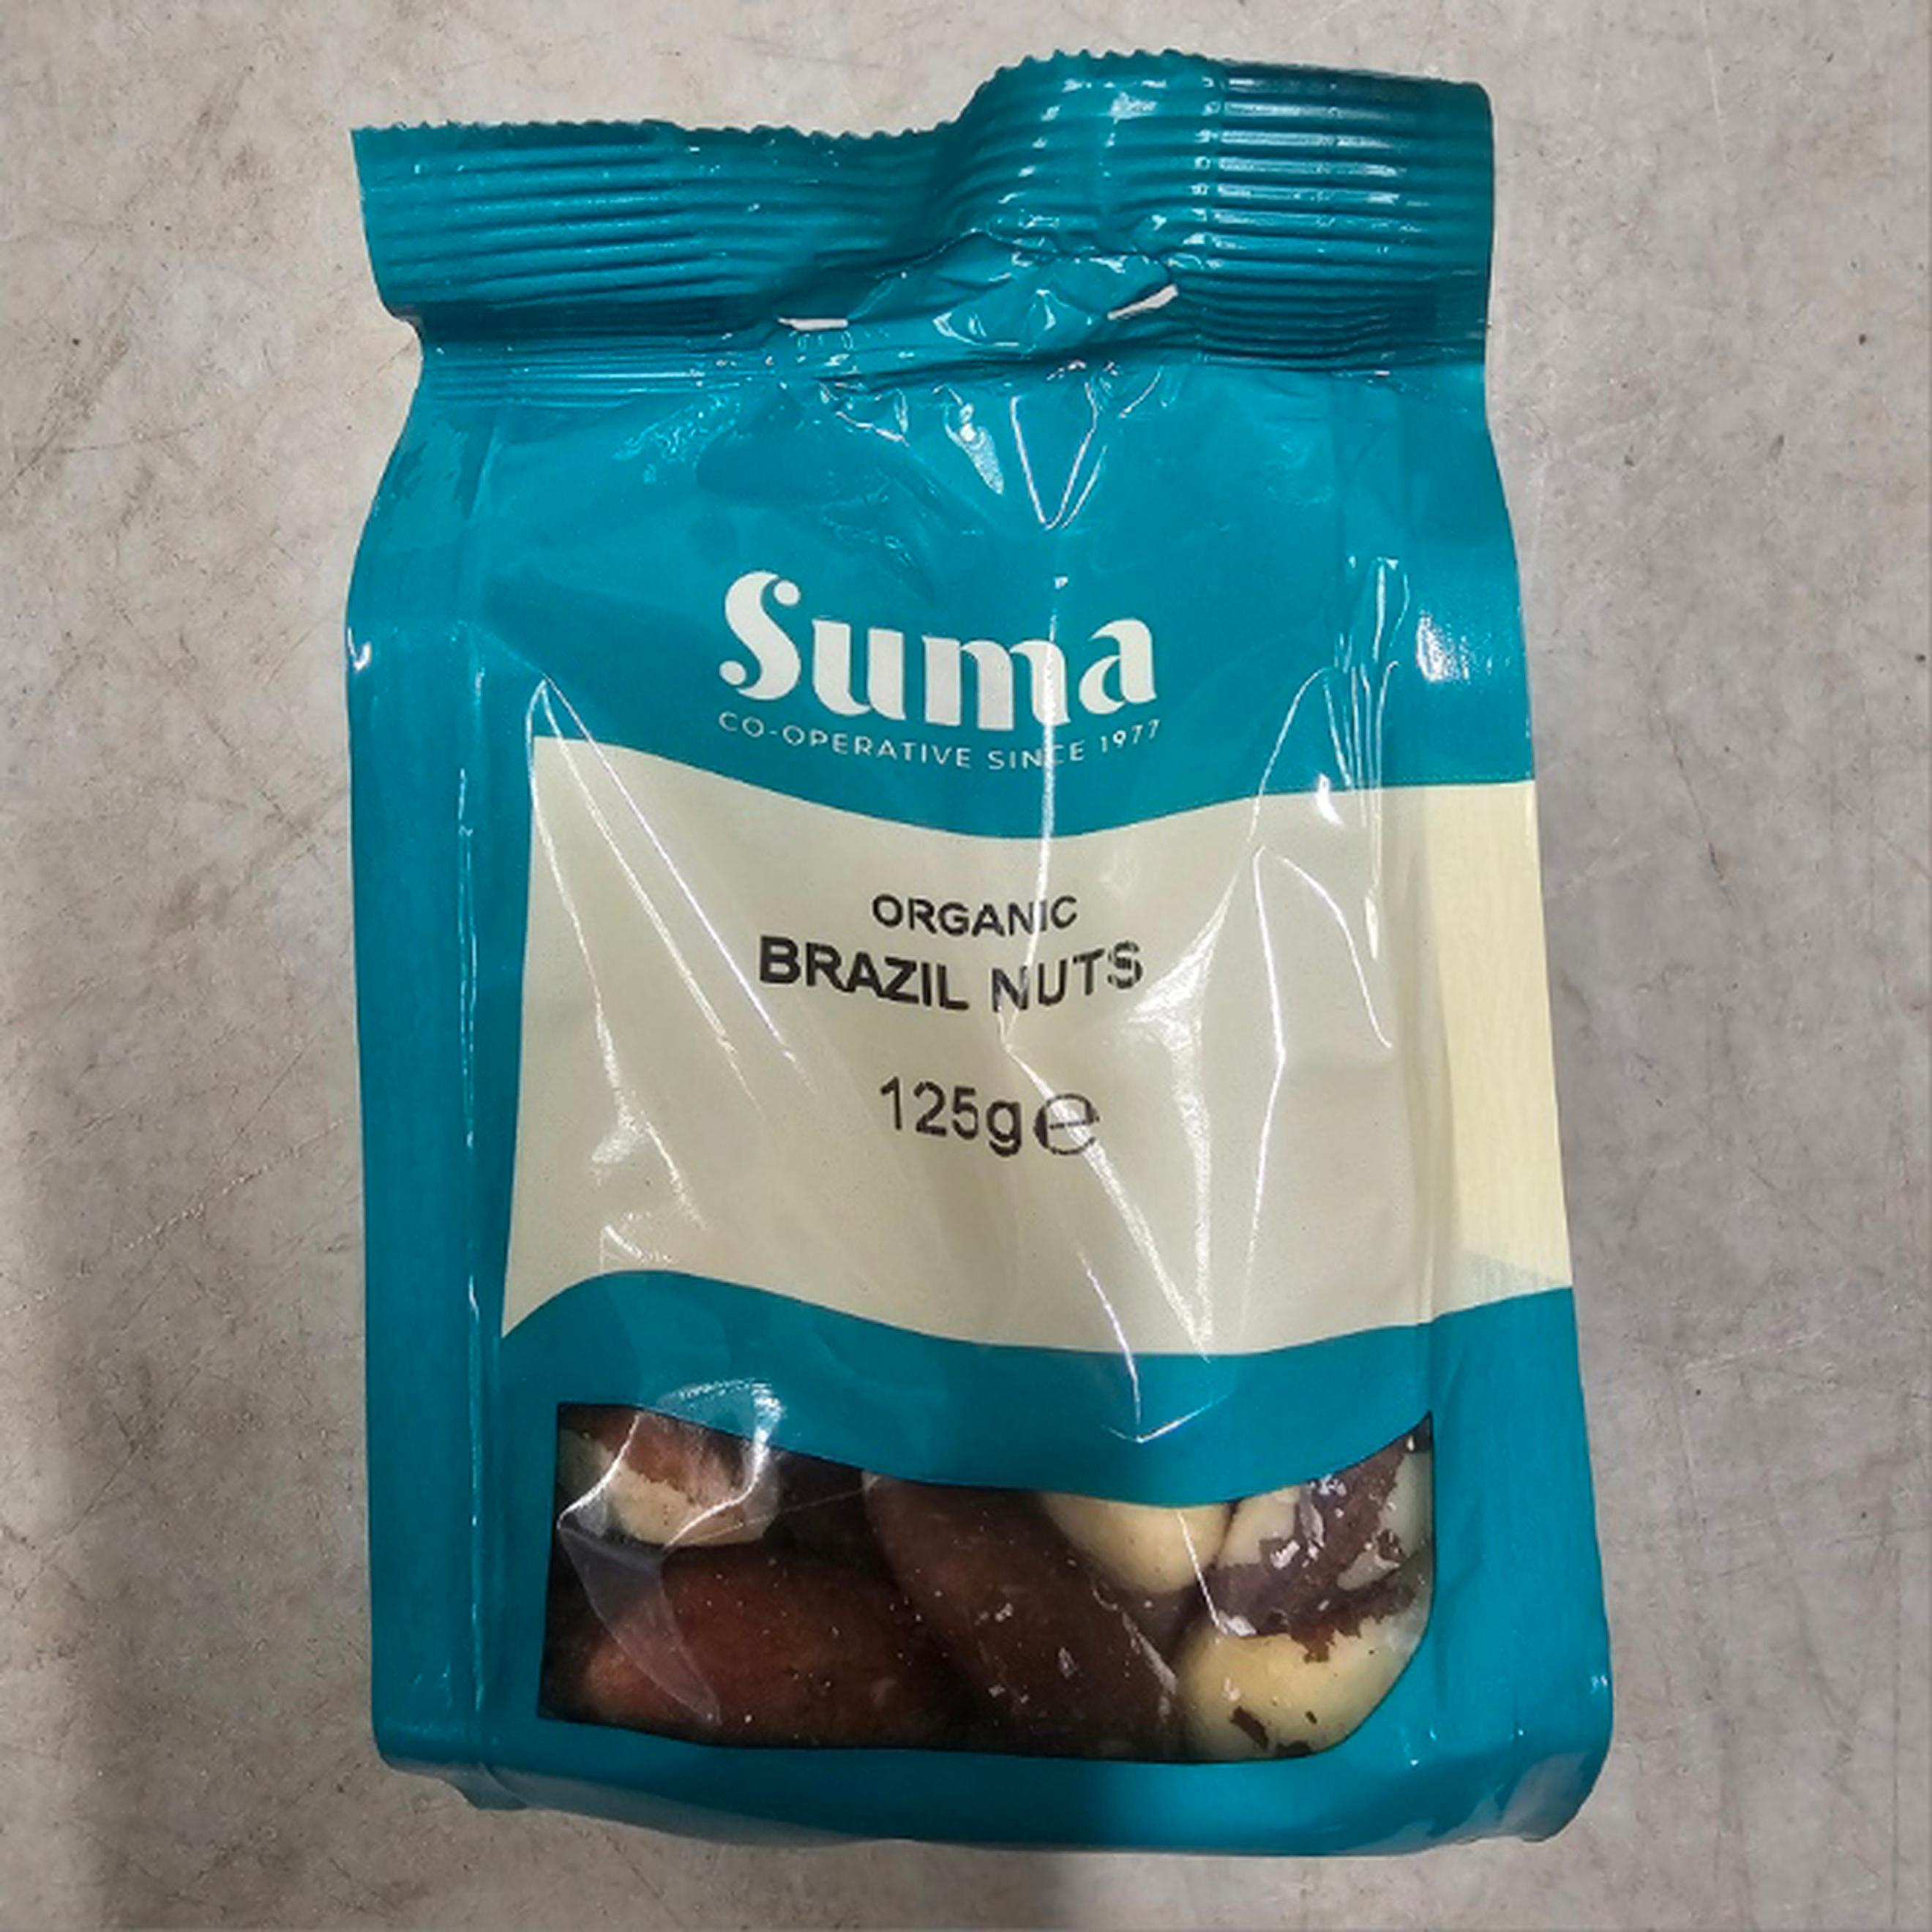 Suma
CO-OPERATIVE SINCE 1977
ORGANIC
BRAZIL NUTS
125g℮